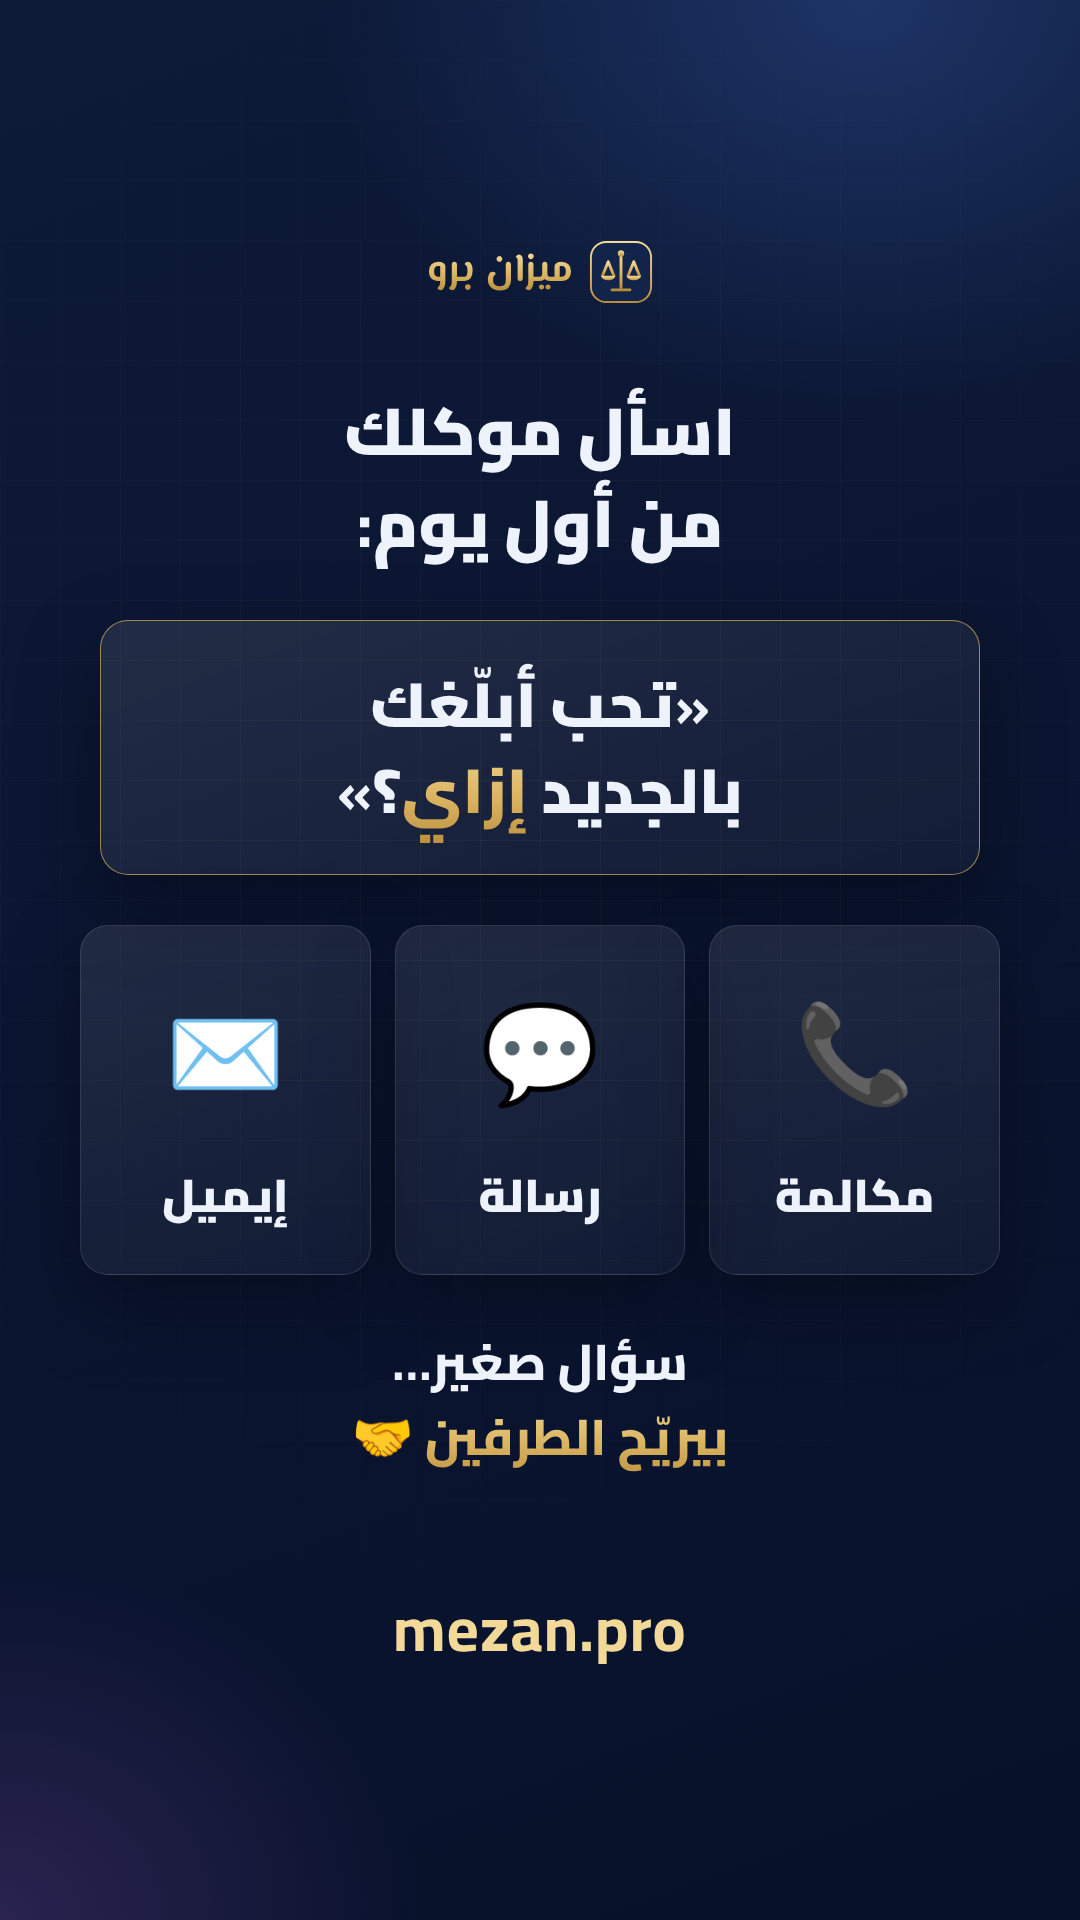 ميزان برو
اسأل موكلك
من أول يوم:
«تحب أبلّغك
بالجديد إزاي؟»
مكالمة
رسالة
إيميل
سؤال صغير...
بيريّح الطرفين 🤝
mezan.pro